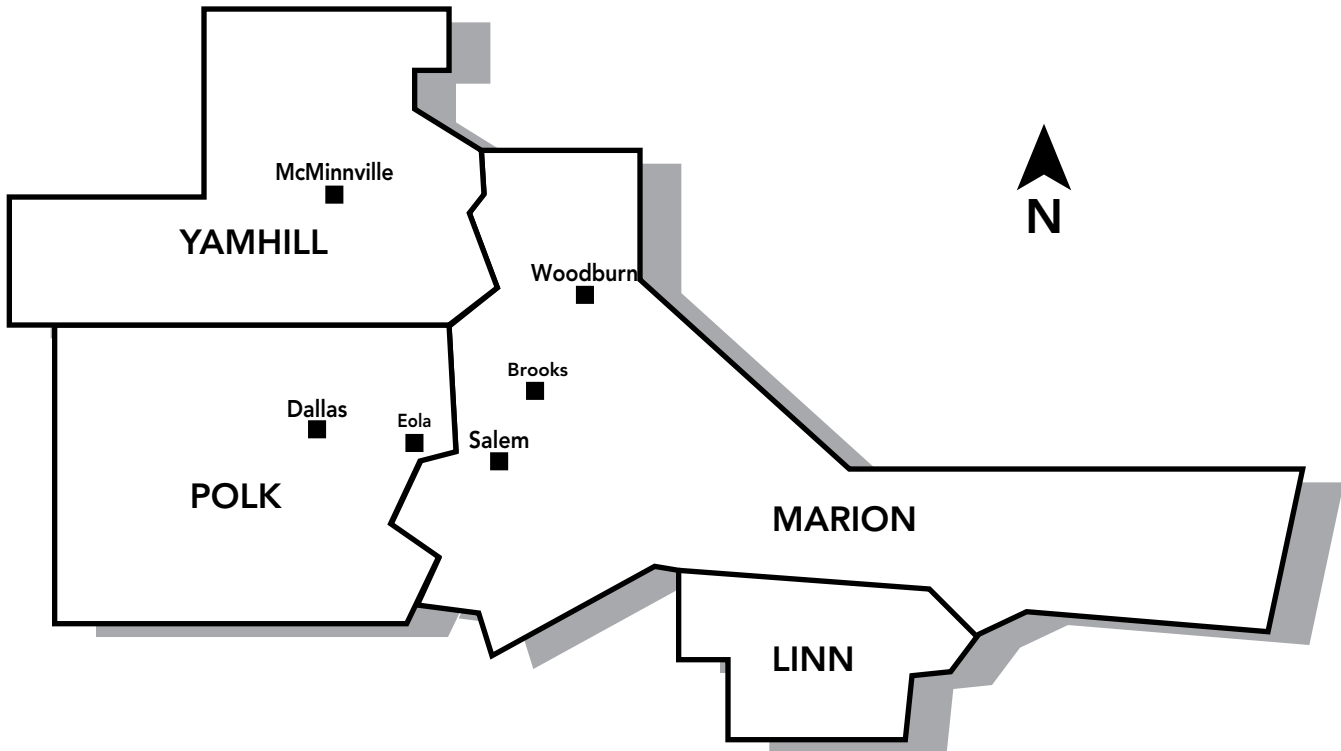 McMinnville
N
YAMHILL
Woodburn
Brooks
Dallas
Eola
Salem
POLK
MARION
LINN